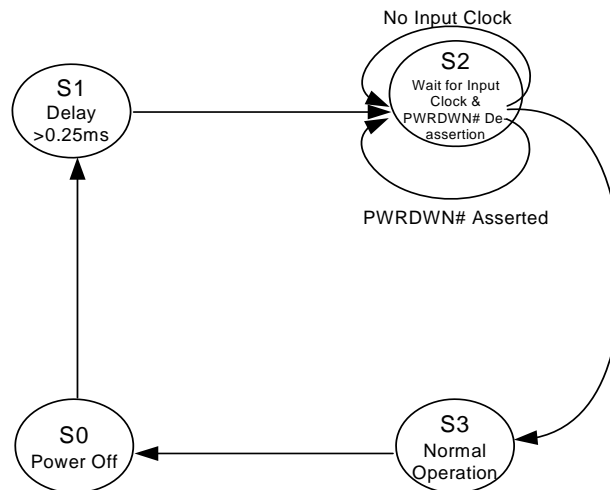 No Input Clock
S1
Delay
>0.25ms
S2
Wait for Input
Clock &
PWRDWN# De-
assertion
PWRDWN# Asserted
S0
Power Off
S3
Normal
Operation